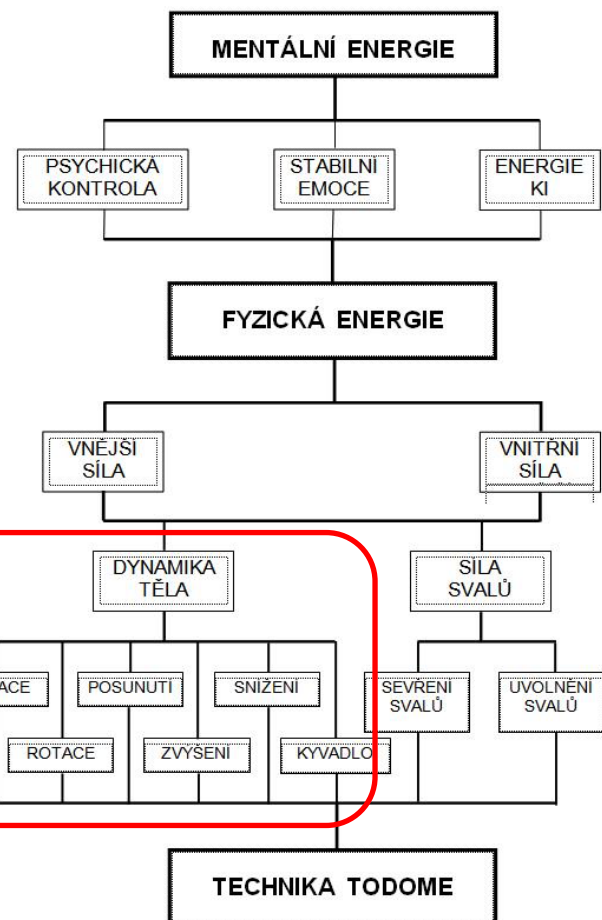 MENTÁLNÍ ENERGIE
PSYCHICKÁ
KONTROLA
STABILNÍ
EMOCE
ENERGIE
KI
FYZICKÁ ENERGIE
VNĚJŠÍ
SÍLA
VNITŘNÍ
SÍLA
DYNAMIKA
TĚLA
SÍLA
SVALŮ
ACE
POSUNUTÍ
SNÍŽENÍ
SEVŘENÍ
SVALŮ
UVOLNĚNÍ
SVALŮ
ROTACE
ZVÝŠENÍ
KYVADLO
TECHNIKA TODOME